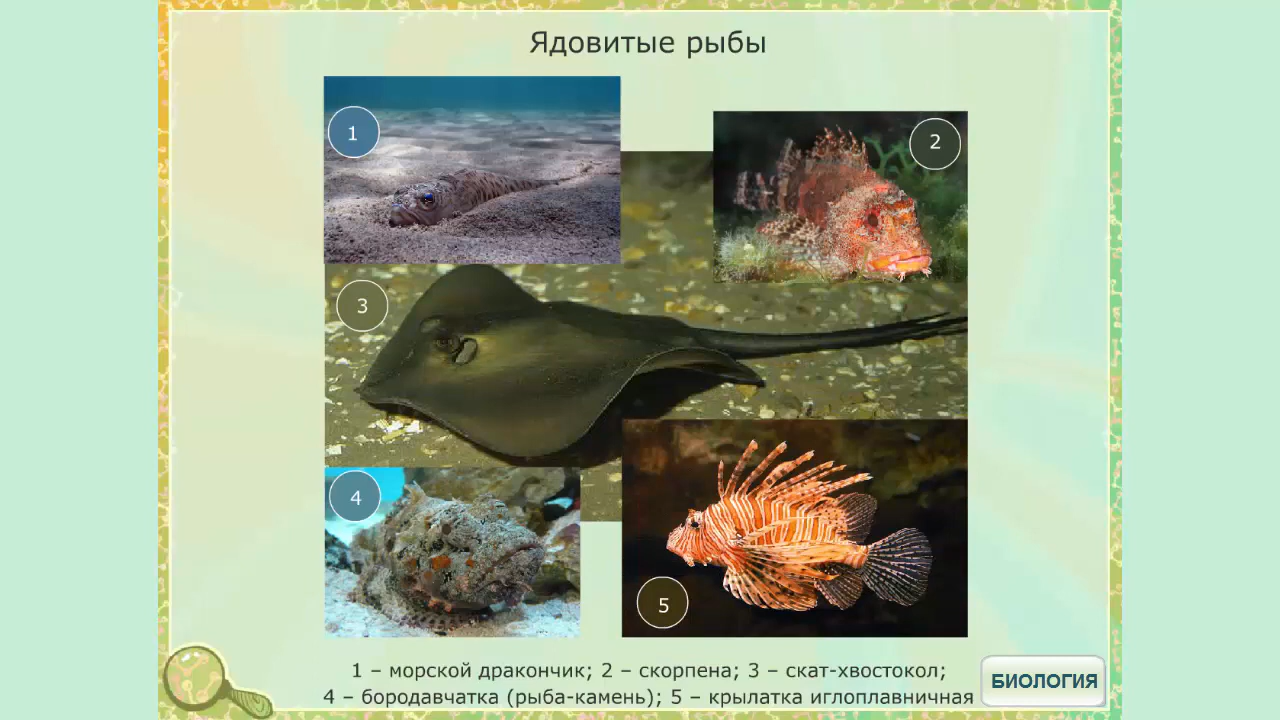 Ядовитые рыбы
1
2
3
4
5
1 – морской дракончик; 2 – скорпена; 3 – скат-хвостокол;
4 – бородавчатка (рыба-камень); 5 – крылатка иглоплавничная
БИОЛОГИЯ